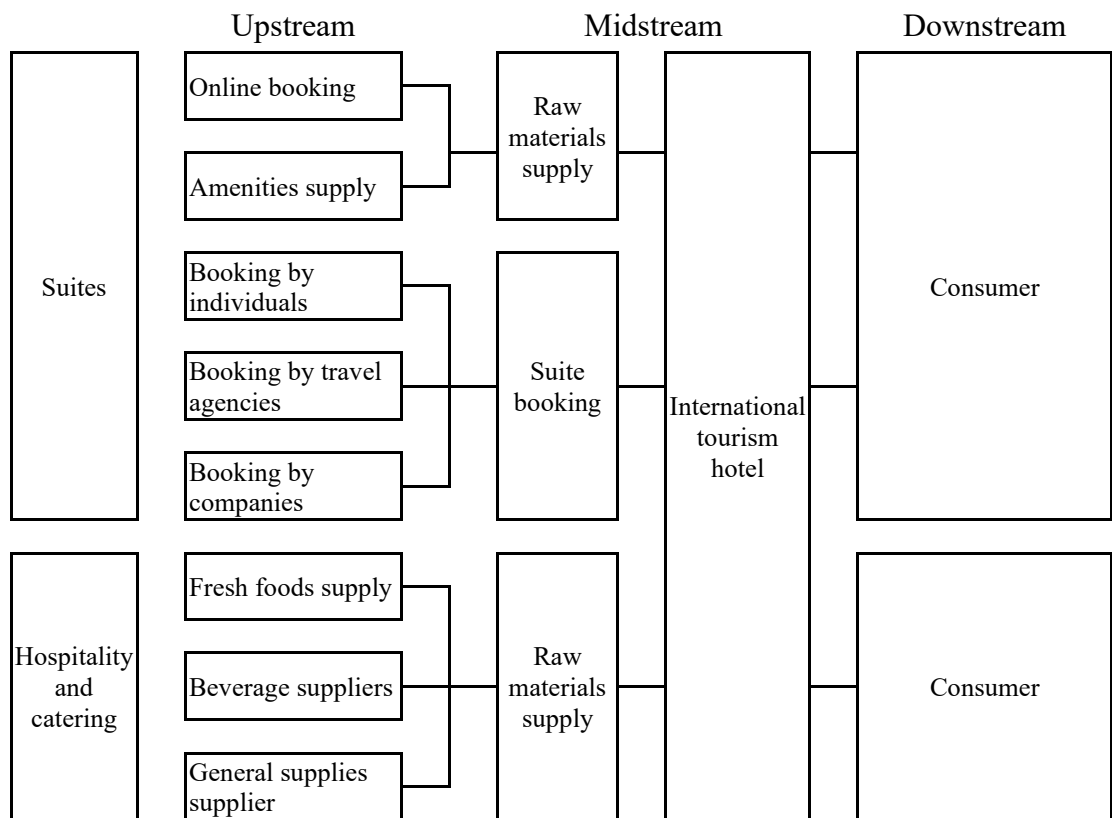 Upstream
Midstream
Downstream
Suites
Online booking
Amenities supply
Raw
materials
supply
Booking by
individuals
Booking by travel
agencies
Booking by
companies
Suite
booking
International
tourism
hotel
Consumer
Hospitality
and
catering
Fresh foods supply
Beverage suppliers
General supplies
supplier
Raw
materials
supply
Consumer